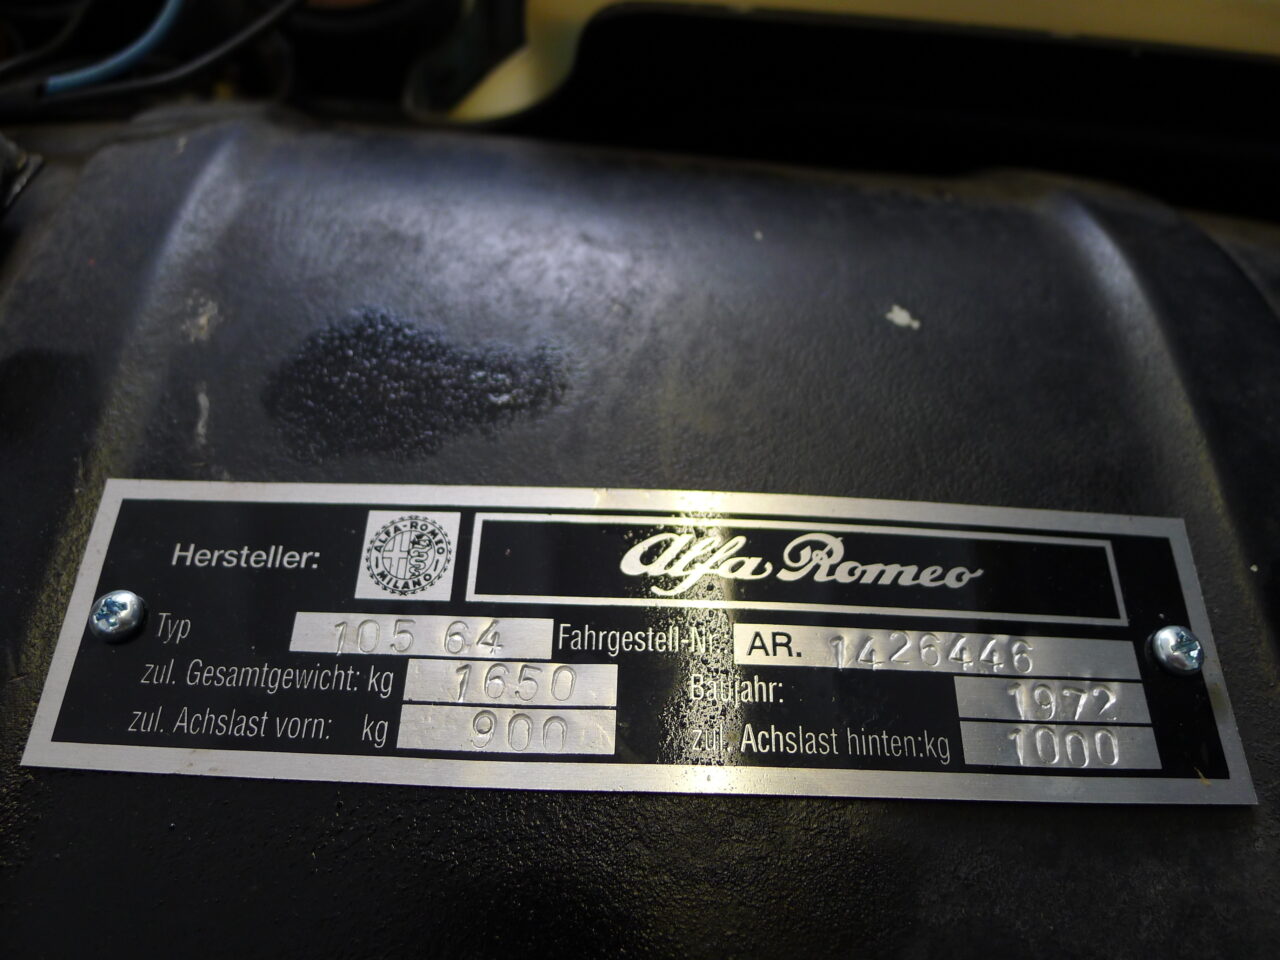 Hersteller: ALFA-ROMEO MILANO Alfa Romeo
Typ 105 64 Fahrgestell-Nr. AR. 1426446
zul. Gesamtgewicht: kg 1650 Baujahr: 1972
zul. Achslast vorn: kg 900 zul. Achslast hinten:kg 1000